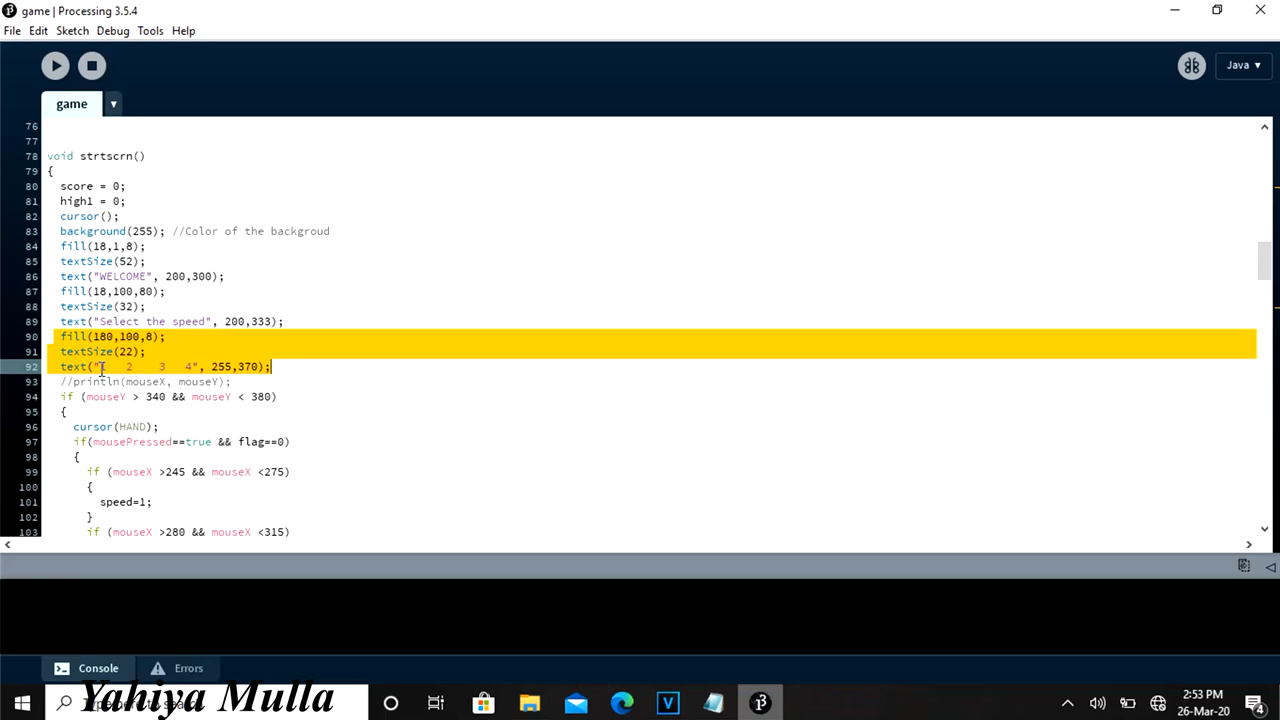 game | Processing 3.5.4
File Edit Sketch Debug Tools Help
Java ▾
game ▾
76
77
78 void strtscrn()
79 {
80 score = 0;
81 high1 = 0;
82 cursor();
83 background(255); //Color of the backgroud
84 fill(18,1,8);
85 textSize(52);
86 text("WELCOME", 200,300);
87 fill(18,100,80);
88 textSize(32);
89 text("Select the speed", 200,333);
90 fill(180,100,8);
91 textSize(22);
92 text("1 2 3 4", 255,370);
93 //println(mouseX, mouseY);
94 if (mouseY > 340 && mouseY < 380)
95 {
96 cursor(HAND);
97 if(mousePressed==true && flag==0)
98 {
99 if (mouseX >245 && mouseX <275)
100 {
101 speed=1;
102 }
103 if (mouseX >280 && mouseX <315)
Console Errors
Yahiya Mulla
2:53 PM
26-Mar-20
4